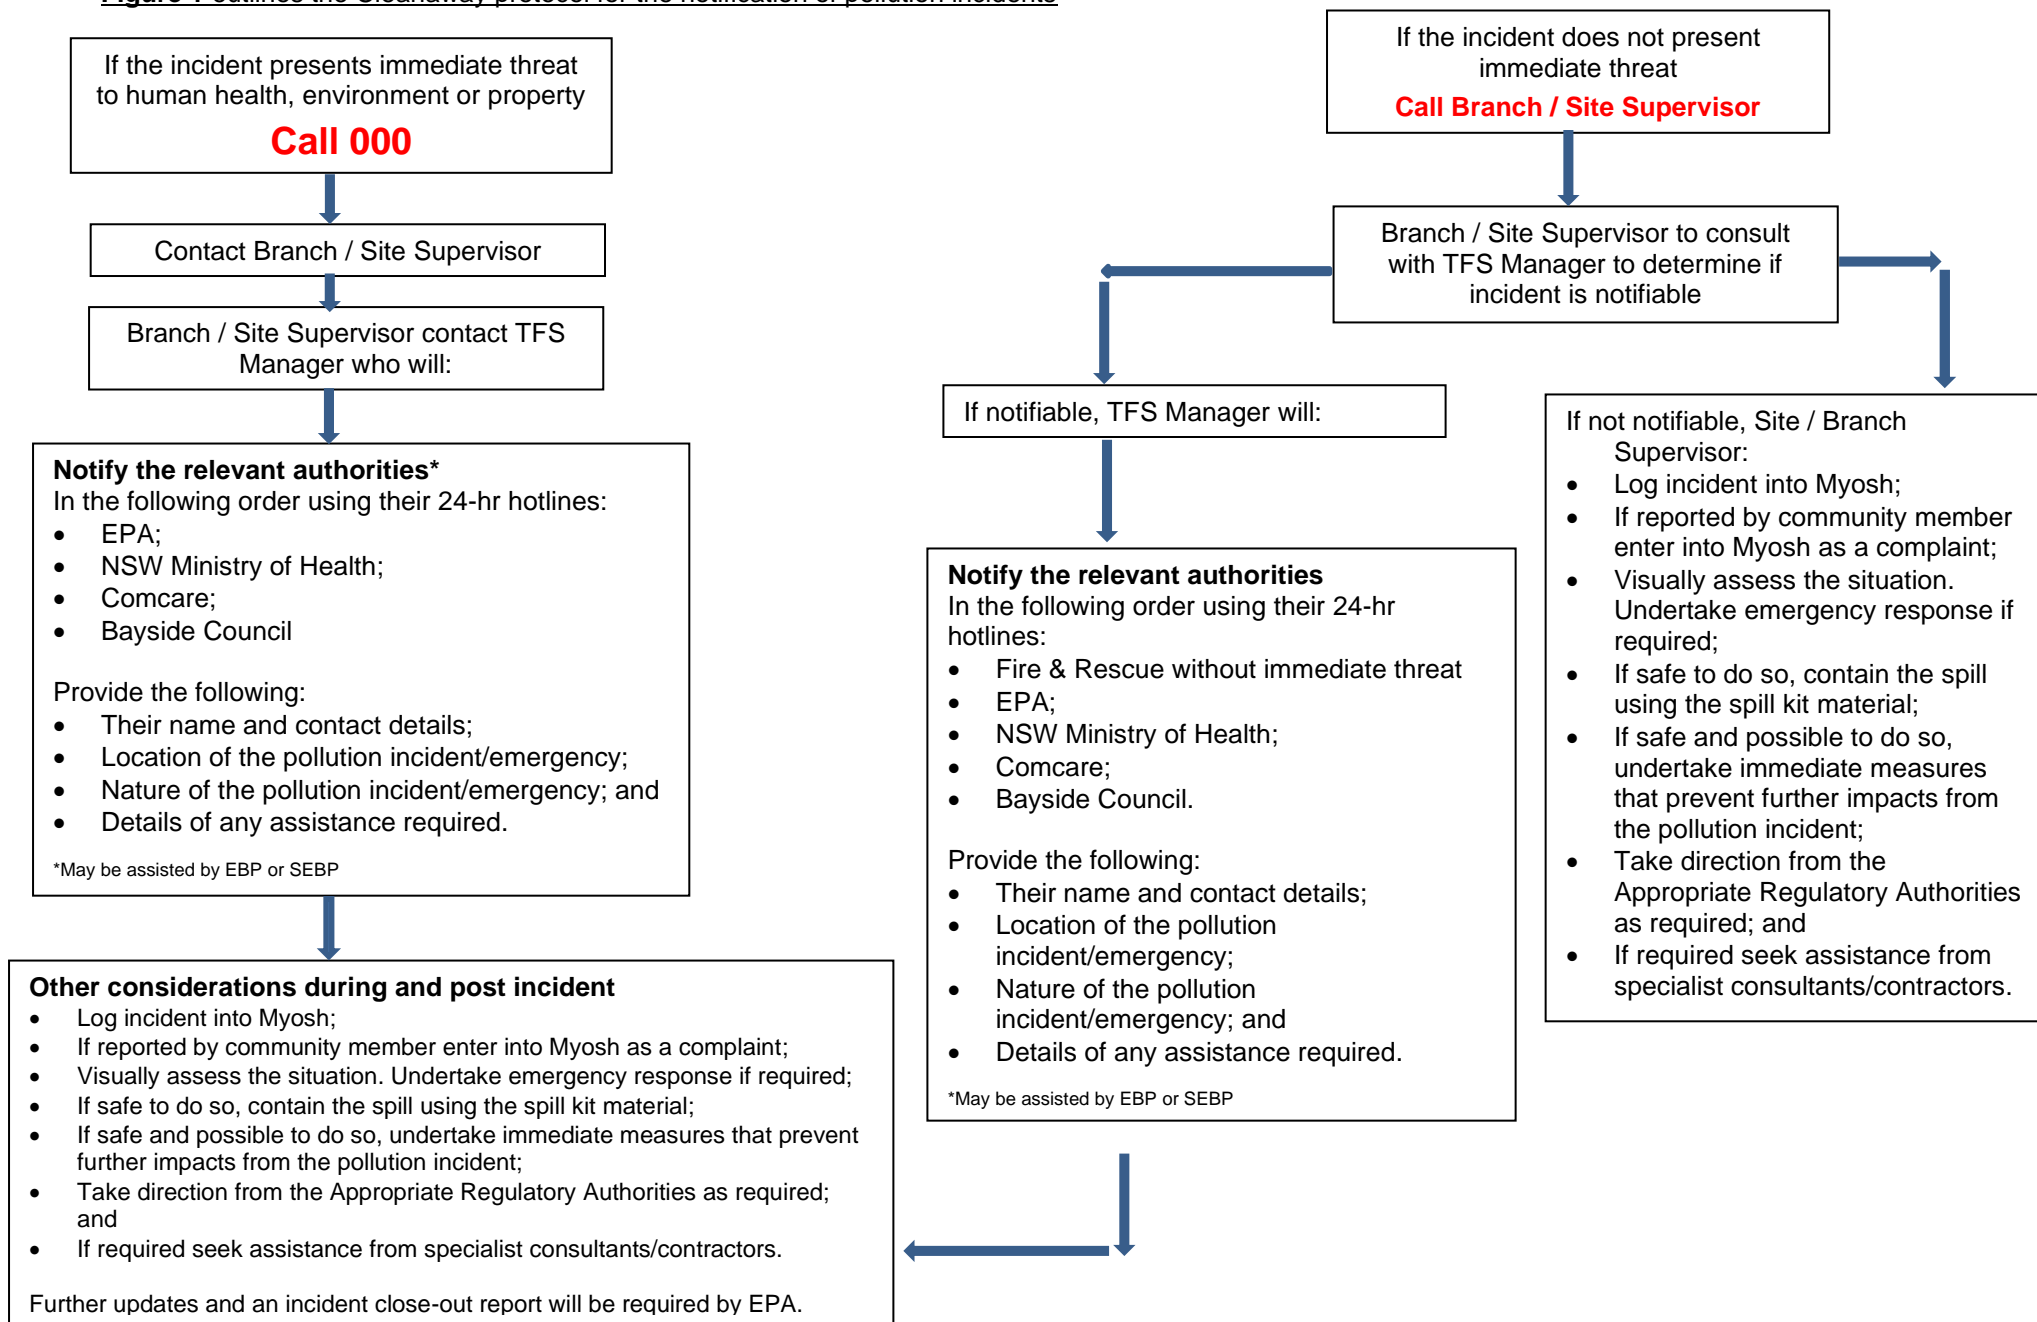 Figure 1 outlines the Cleanaway protocol for the notification of pollution incidents
If the incident presents immediate threat
to human health, environment or property
Call 000
Contact Branch / Site Supervisor
Branch / Site Supervisor contact TFS
Manager who will:
Notify the relevant authorities*
In the following order using their 24-hr hotlines:
• EPA;
• NSW Ministry of Health;
• Comcare;
• Bayside Council
Provide the following:
• Their name and contact details;
• Location of the pollution incident/emergency;
• Nature of the pollution incident/emergency; and
• Details of any assistance required.
*May be assisted by EBP or SEBP
Other considerations during and post incident
• Log incident into Myosh;
• If reported by community member enter into Myosh as a complaint;
• Visually assess the situation. Undertake emergency response if required;
• If safe to do so, contain the spill using the spill kit material;
• If safe and possible to do so, undertake immediate measures that prevent
further impacts from the pollution incident;
• Take direction from the Appropriate Regulatory Authorities as required;
and
• If required seek assistance from specialist consultants/contractors.
Further updates and an incident close-out report will be required by EPA.
If the incident does not present
immediate threat
Call Branch / Site Supervisor
Branch / Site Supervisor to consult
with TFS Manager to determine if
incident is notifiable
If notifiable, TFS Manager will:
Notify the relevant authorities
In the following order using their 24-hr
hotlines:
• Fire & Rescue without immediate threat
• EPA;
• NSW Ministry of Health;
• Comcare;
• Bayside Council.
Provide the following:
• Their name and contact details;
• Location of the pollution
incident/emergency;
• Nature of the pollution
incident/emergency; and
• Details of any assistance required.
*May be assisted by EBP or SEBP
If not notifiable, Site / Branch
Supervisor:
• Log incident into Myosh;
• If reported by community member
enter into Myosh as a complaint;
• Visually assess the situation.
Undertake emergency response if
required;
• If safe to do so, contain the spill
using the spill kit material;
• If safe and possible to do so,
undertake immediate measures
that prevent further impacts from
the pollution incident;
• Take direction from the
Appropriate Regulatory Authorities
as required; and
• If required seek assistance from
specialist consultants/contractors.